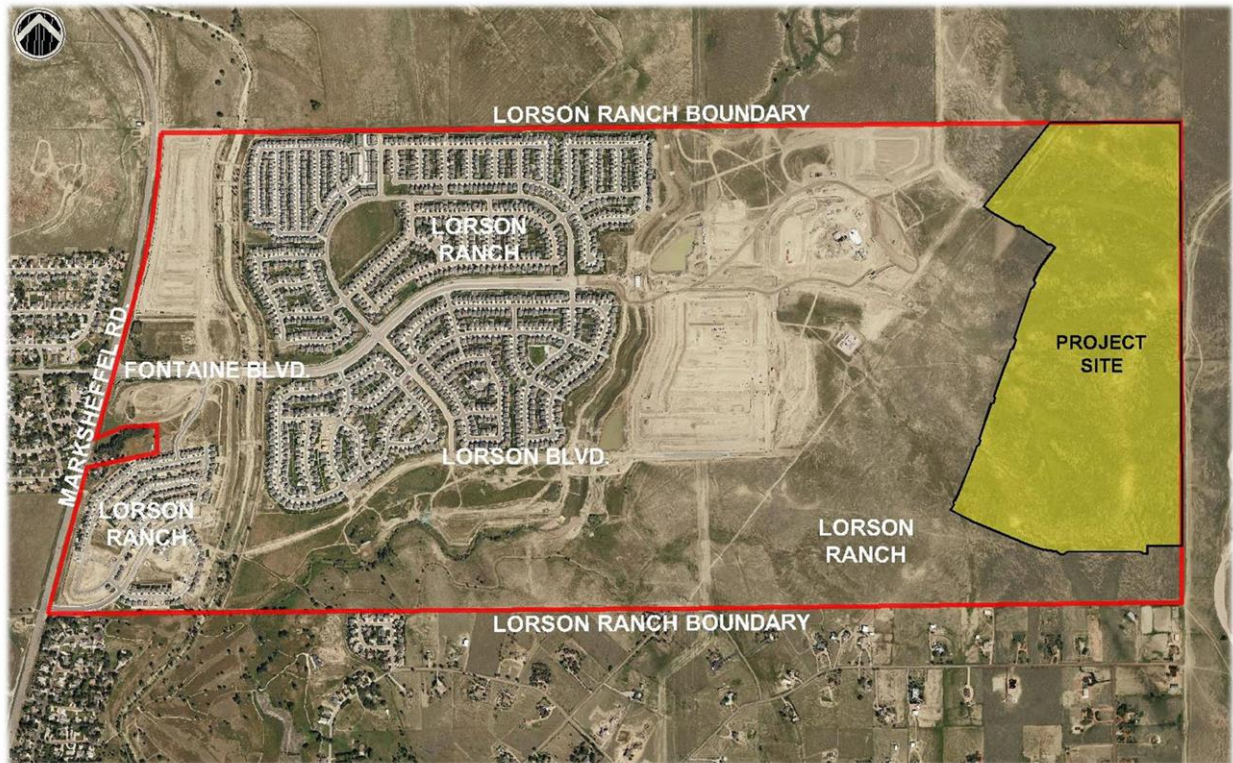 LORSON RANCH BOUNDARY
LORSON
RANCH
PROJECT
SITE
MARKSHEFFEL RD.
FONTAINE BLVD.
LORSON BLVD.
LORSON
RANCH
LORSON
RANCH
LORSON RANCH BOUNDARY